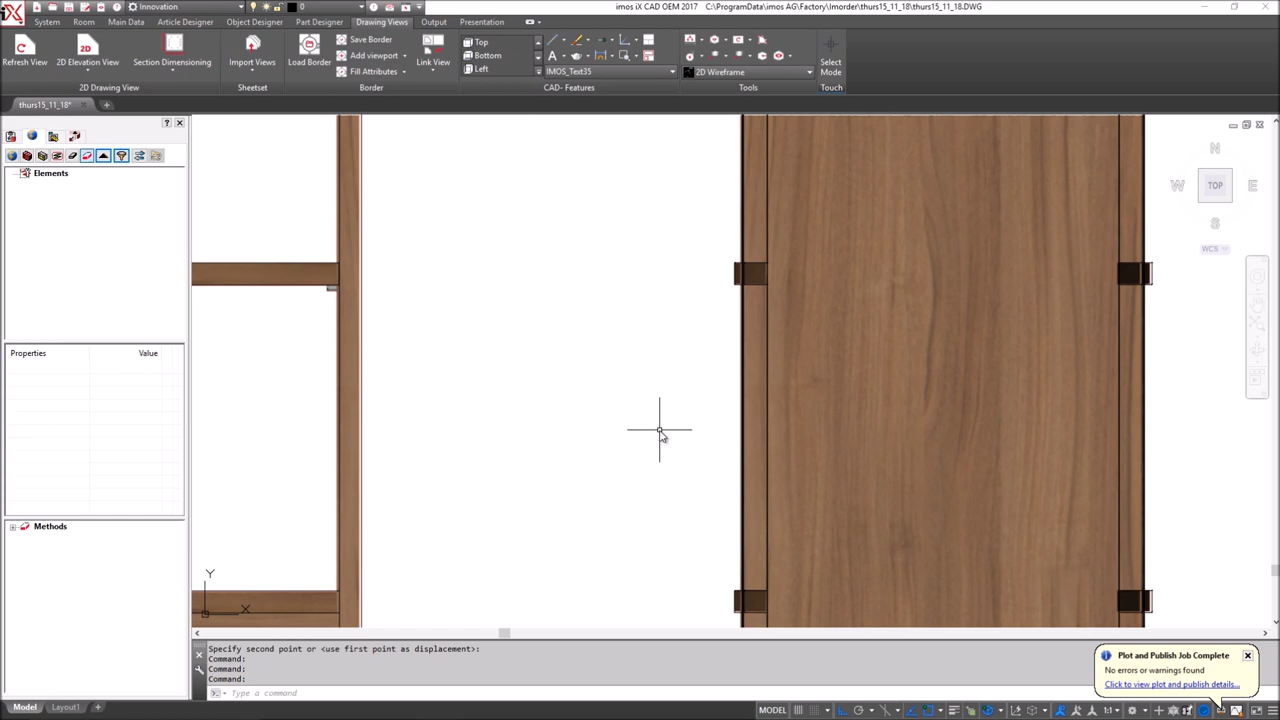 Innovation
0
imos iX CAD OEM 2017 C:\ProgramData\imos AG\Factory\Imorder\thurs15_11_18\thurs15_11_18.DWG
System Room Main Data Article Designer Object Designer Part Designer Drawing Views Output Presentation
Refresh View
2D Elevation View
Section Dimensioning
Import Views
Load Border
Save Border
Add viewport
Fill Attributes
Link View
Top
Bottom
Left
IMOS_Text35
2D Wireframe
Select
Mode
2D Drawing View Sheetset Border CAD- Features Tools Touch
thurs15_11_18*
Elements
Properties Value
Methods
N
W TOP E
S
WCS
Y
X
Specify second point or <use first point as displacement>:
Command:
Command:
Command:
Type a command
Plot and Publish Job Complete
No errors or warnings found
Click to view plot and publish details...
Model Layout1
MODEL
1:1